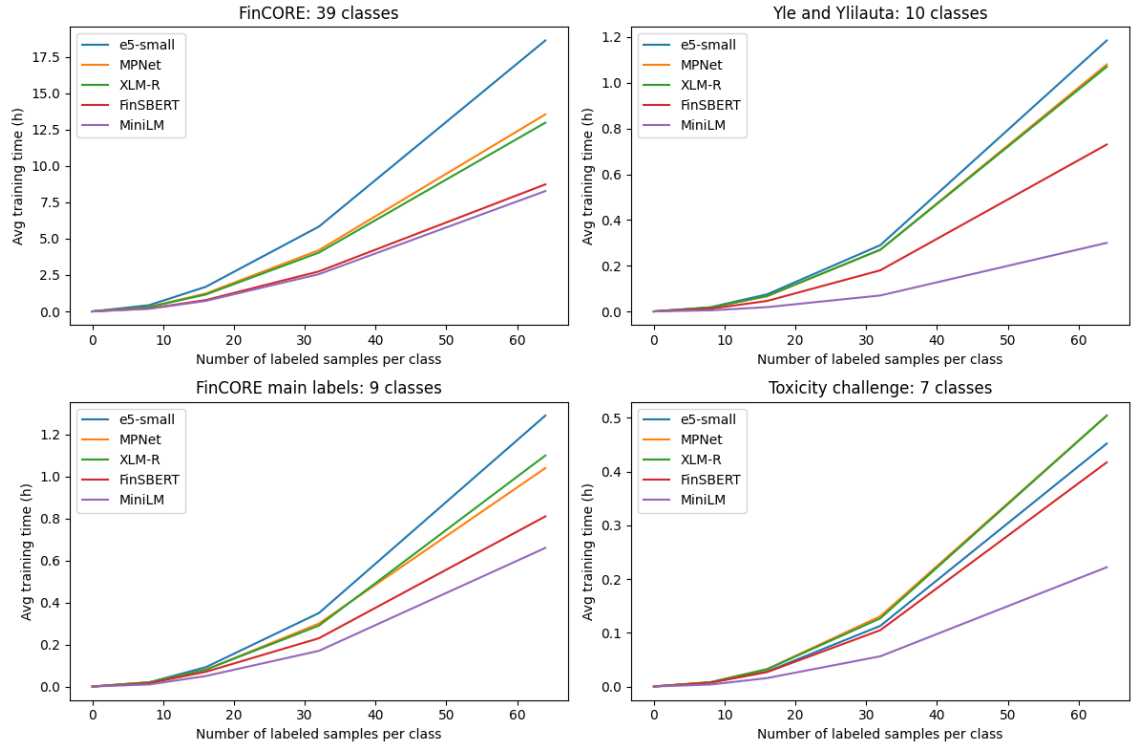 FinCORE: 39 classes
e5-small
MPNet
XLM-R
FinSBERT
MiniLM
Avg training time (h)
17.5
15.0
12.5
10.0
7.5
5.0
2.5
0.0
0 10 20 30 40 50 60
Number of labeled samples per class
Yle and Ylilauta: 10 classes
e5-small
MPNet
XLM-R
FinSBERT
MiniLM
Avg training time (h)
1.2
1.0
0.8
0.6
0.4
0.2
0.0
0 10 20 30 40 50 60
Number of labeled samples per class
FinCORE main labels: 9 classes
e5-small
MPNet
XLM-R
FinSBERT
MiniLM
Avg training time (h)
1.2
1.0
0.8
0.6
0.4
0.2
0.0
0 10 20 30 40 50 60
Number of labeled samples per class
Toxicity challenge: 7 classes
e5-small
MPNet
XLM-R
FinSBERT
MiniLM
Avg training time (h)
0.5
0.4
0.3
0.2
0.1
0.0
0 10 20 30 40 50 60
Number of labeled samples per class